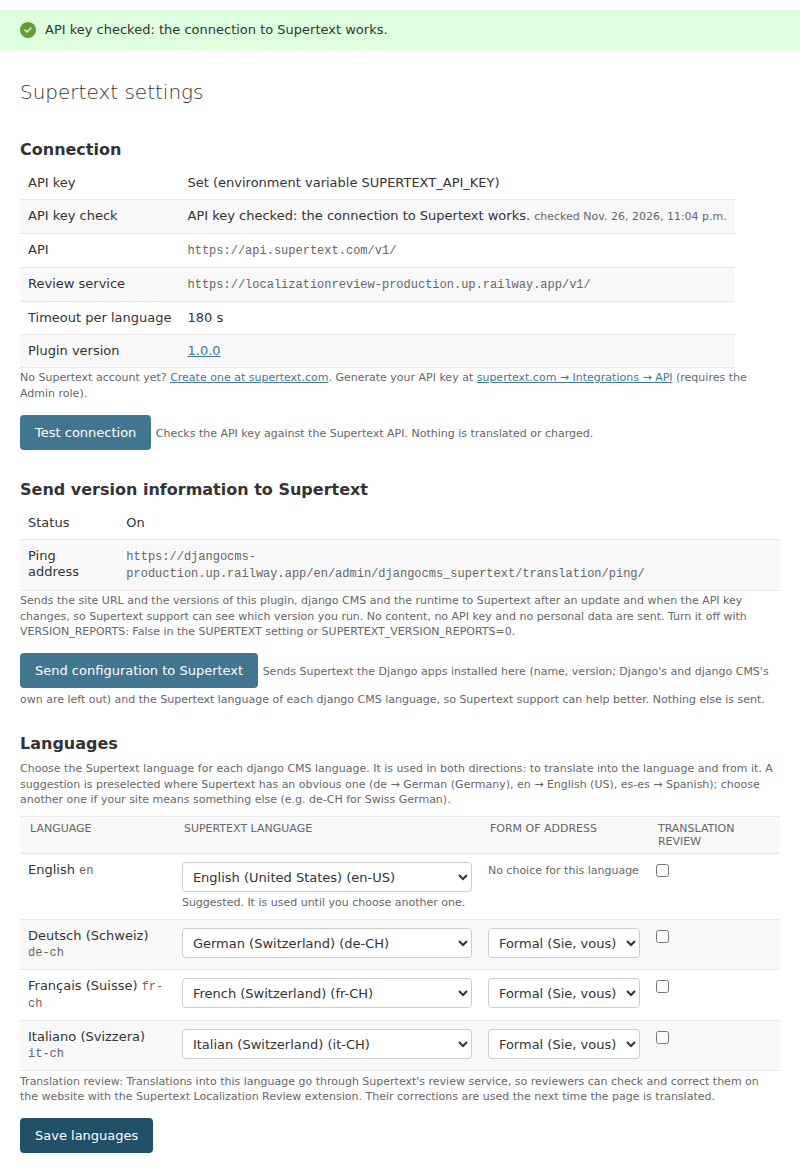 API key checked: the connection to Supertext works.
Supertext settings
Connection
API key Set (environment variable SUPERTEXT_API_KEY)
API key check API key checked: the connection to Supertext works. checked Nov. 26, 2026, 11:04 p.m.
API https://api.supertext.com/v1/
Review service https://localizationreview-production.up.railway.app/v1/
Timeout per language 180 s
Plugin version 1.0.0
No Supertext account yet? Create one at supertext.com. Generate your API key at supertext.com → Integrations → API (requires the
Admin role).
Test connection Checks the API key against the Supertext API. Nothing is translated or charged.
Send version information to Supertext
Status On
Ping address https://djangocms-
production.up.railway.app/en/admin/djangocms_supertext/translation/ping/
Sends the site URL and the versions of this plugin, django CMS and the runtime to Supertext after an update and when the API key
changes, so Supertext support can see which version you run. No content, no API key and no personal data are sent. Turn it off with
VERSION_REPORTS: False in the SUPERTEXT setting or SUPERTEXT_VERSION_REPORTS=0.
Send configuration to Supertext Sends Supertext the Django apps installed here (name, version; Django's and django CMS's
own are left out) and the Supertext language of each django CMS language, so Supertext support can help better. Nothing else is sent.
Languages
Choose the Supertext language for each django CMS language. It is used in both directions: to translate into the language and from it. A
suggestion is preselected where Supertext has an obvious one (de → German (Germany), en → English (US), es-es → Spanish); choose
another one if your site means something else (e.g. de-CH for Swiss German).
LANGUAGE SUPERTEXT LANGUAGE FORM OF ADDRESS TRANSLATION REVIEW
English en English (United States) (en-US) No choice for this language
Suggested. It is used until you choose another one.
Deutsch (Schweiz) de-ch German (Switzerland) (de-CH) Formal (Sie, vous)
Français (Suisse) fr-ch French (Switzerland) (fr-CH) Formal (Sie, vous)
Italiano (Svizzera) it-ch Italian (Switzerland) (it-CH) Formal (Sie, vous)
Translation review: Translations into this language go through Supertext's review service, so reviewers can check and correct them on
the website with the Supertext Localization Review extension. Their corrections are used the next time the page is translated.
Save languages